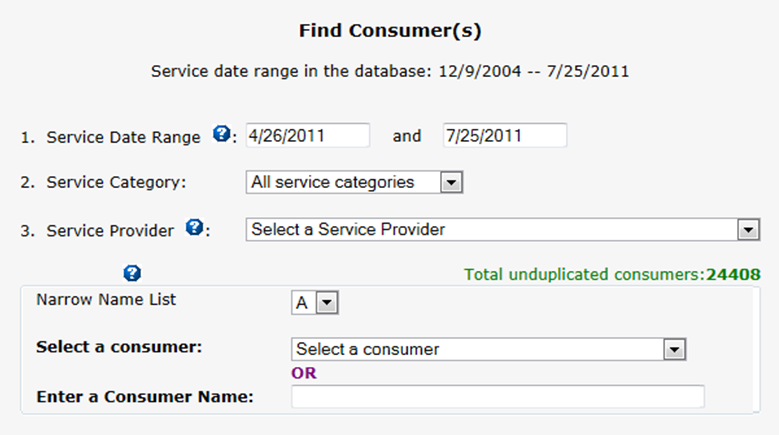 Find Consumer(s)
Service date range in the database: 12/9/2004 -- 7/25/2011
1. Service Date Range ?: 4/26/2011 and 7/25/2011
2. Service Category: All service categories
3. Service Provider ?: Select a Service Provider
? Total unduplicated consumers:24408
Narrow Name List A
Select a consumer: Select a consumer
OR
Enter a Consumer Name: